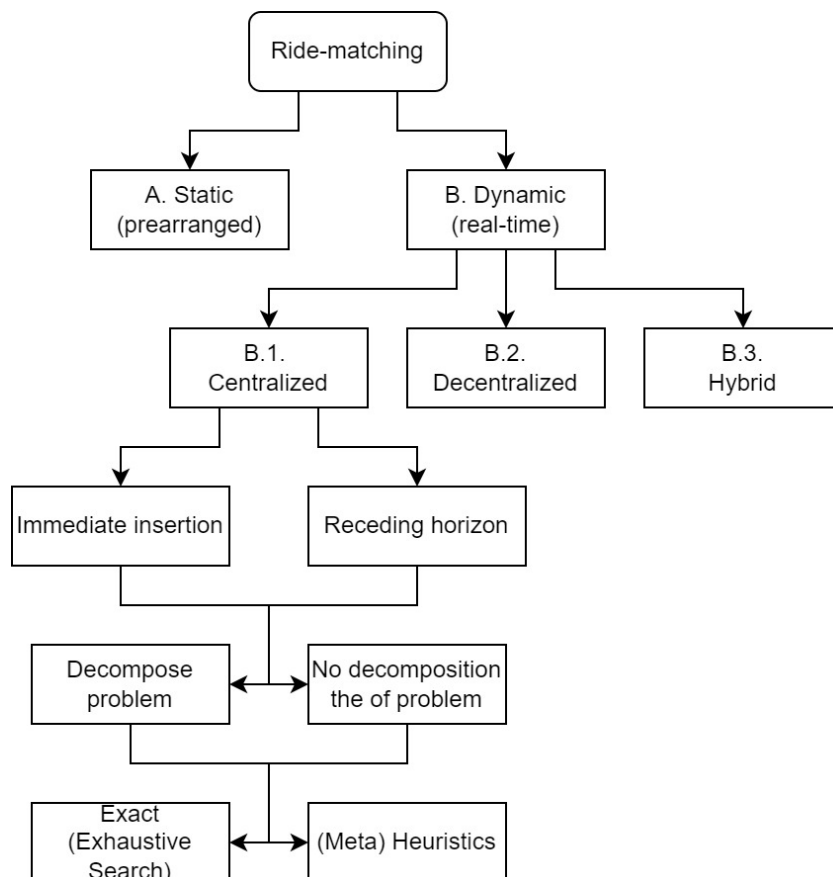 Ride-matching
A. Static
(prearranged)
B. Dynamic
(real-time)
B.1.
Centralized
B.2.
Decentralized
B.3.
Hybrid
Immediate insertion
Receding horizon
Decompose
problem
No decomposition
the of problem
Exact
(Exhaustive
Search)
(Meta) Heuristics